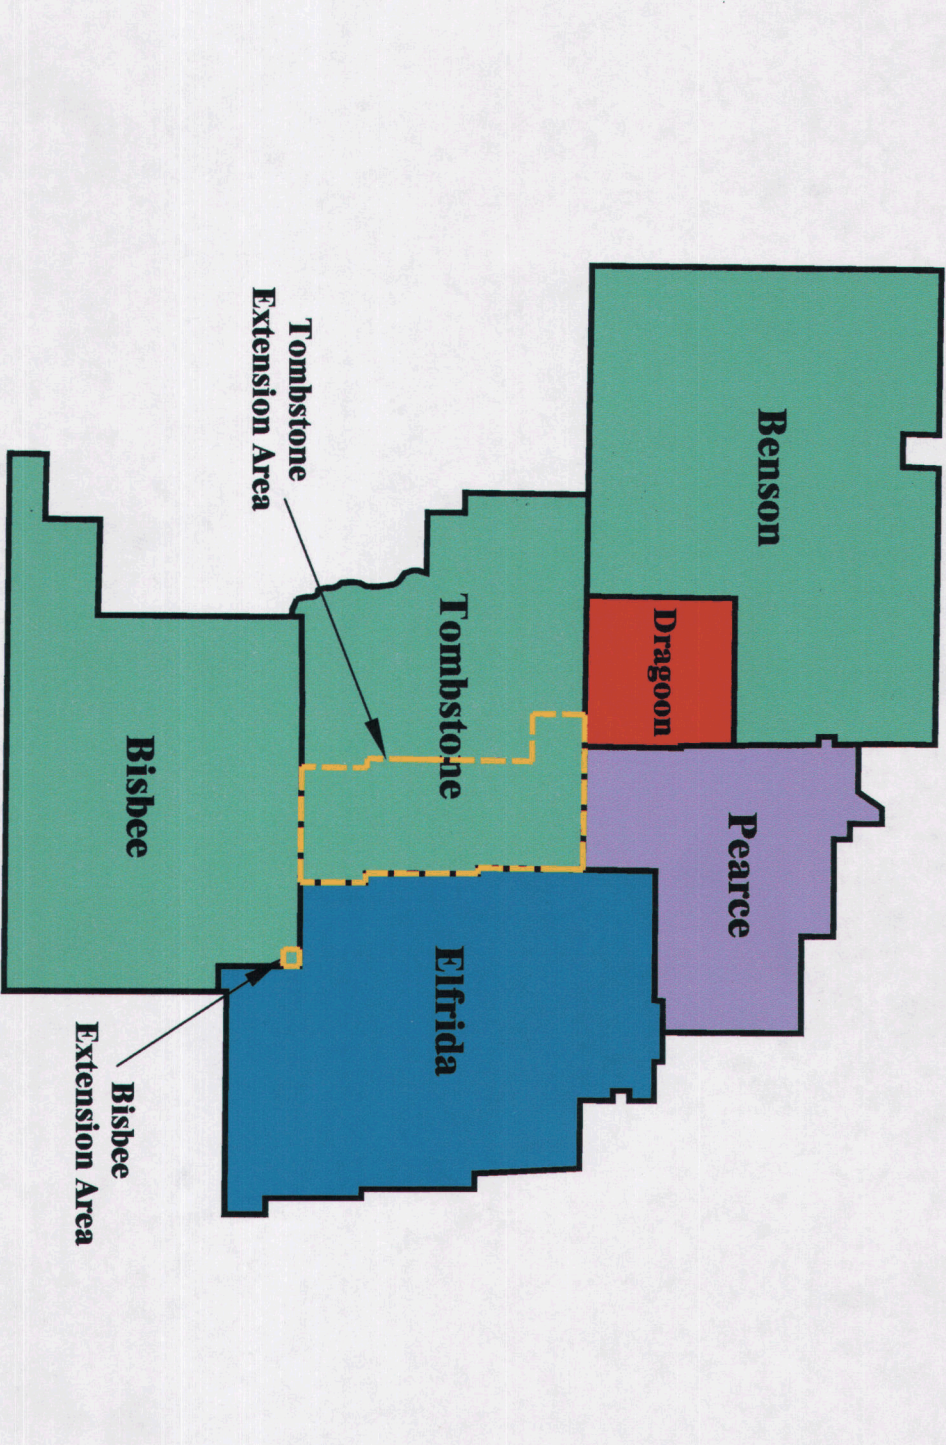 Benson
Dragoon
Pearce
Tombstone
Extension Area
Tombstone
Elfrida
Bisbee
Bisbee
Extension Area